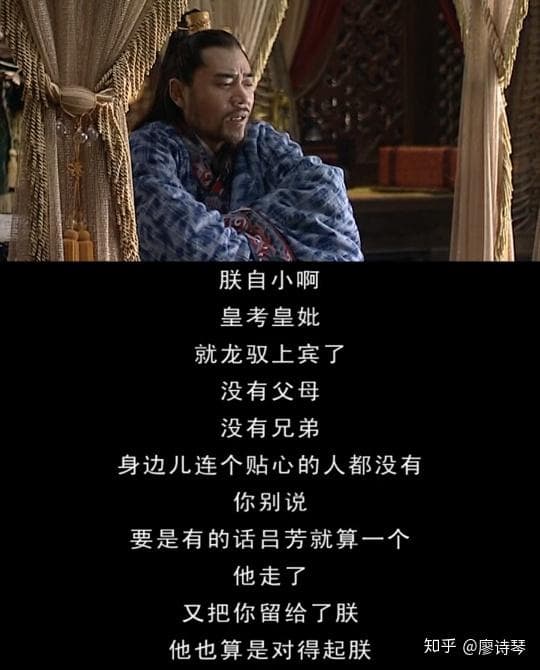 朕自小啊
皇考皇妣
就龙驭上宾了
没有父母
没有兄弟
身边儿连个贴心的人都没有
你别说
要是有的话吕芳就算一个
他走了
又把你留给了朕
他也算是对得起朕
知乎 @廖诗琴